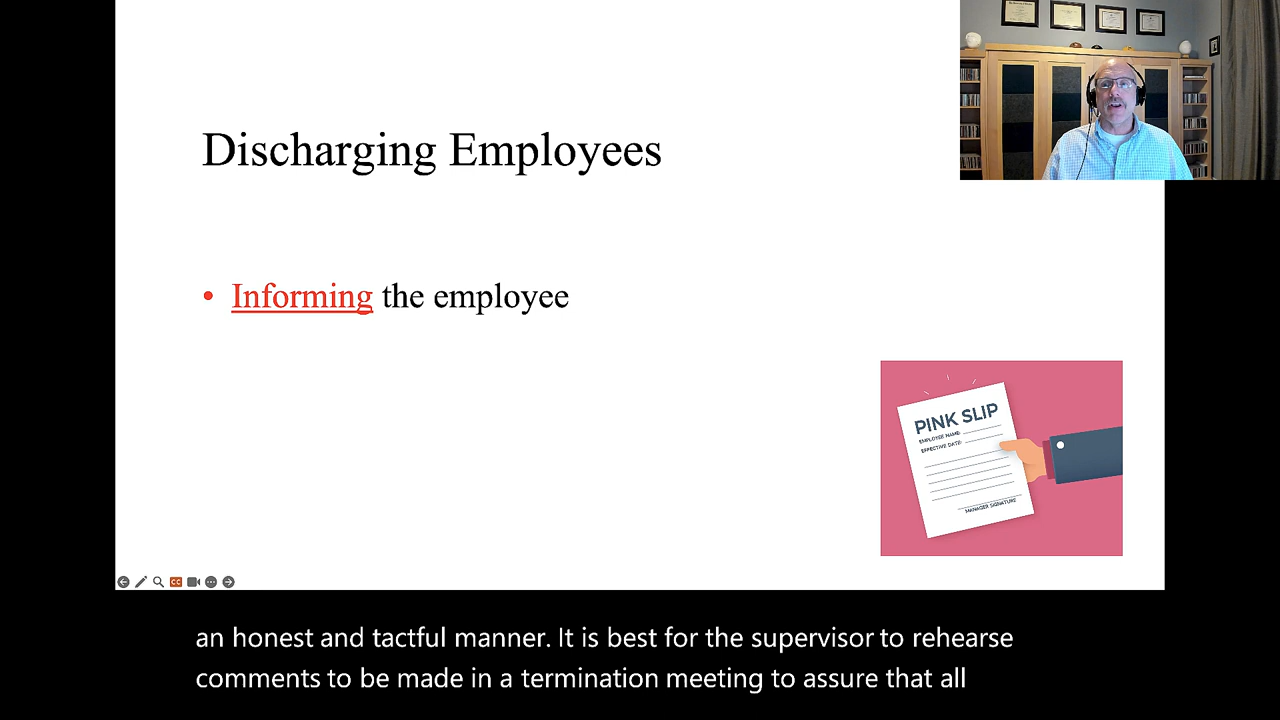 Discharging Employees
• Informing the employee
PINK SLIP
EMPLOYEE NAME:
EFFECTIVE DATE:
MANAGER SIGNATURE
CC
an honest and tactful manner. It is best for the supervisor to rehearse
comments to be made in a termination meeting to assure that all